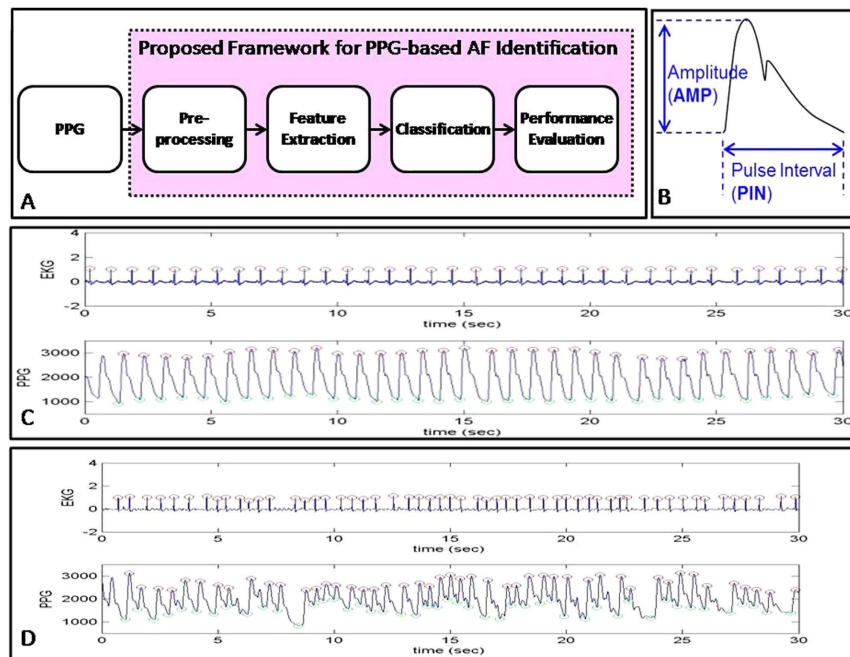 Proposed Framework for PPG-based AF Identification
PPG
Pre-
processing
Feature
Extraction
Classification
Performance
Evaluation
A
Amplitude
(AMP)
Pulse Interval
(PIN)
B
EKG
4
2
0
-2
0 5 10 15 20 25 30
time (sec)
PPG
3000
2000
1000
0 5 10 15 20 25 30
time (sec)
C
EKG
4
2
0
-2
0 5 10 15 20 25 30
time (sec)
PPG
3000
2000
1000
0 5 10 15 20 25 30
time (sec)
D